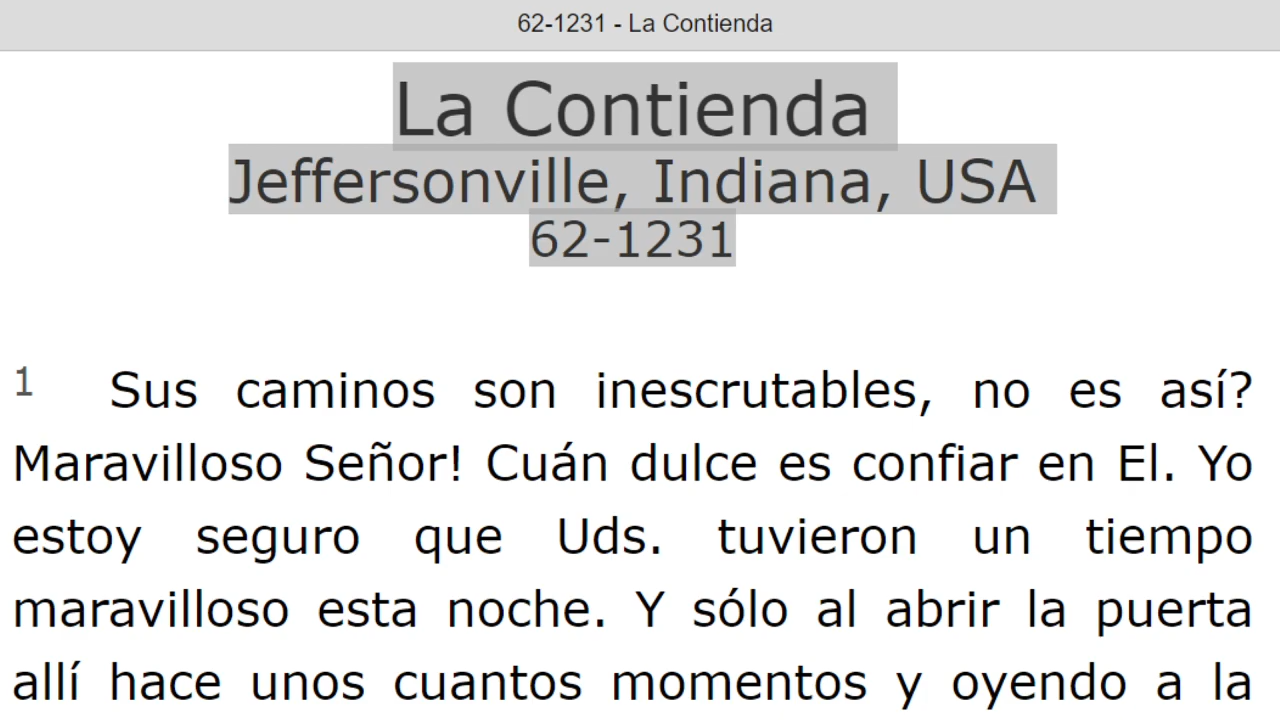 62-1231 - La Contienda
La Contienda
Jeffersonville, Indiana, USA
62-1231
1 Sus caminos son inescrutables, no es así?
Maravilloso Señor! Cuán dulce es confiar en El. Yo
estoy seguro que Uds. tuvieron un tiempo
maravilloso esta noche. Y sólo al abrir la puerta
allí hace unos cuantos momentos y oyendo a la